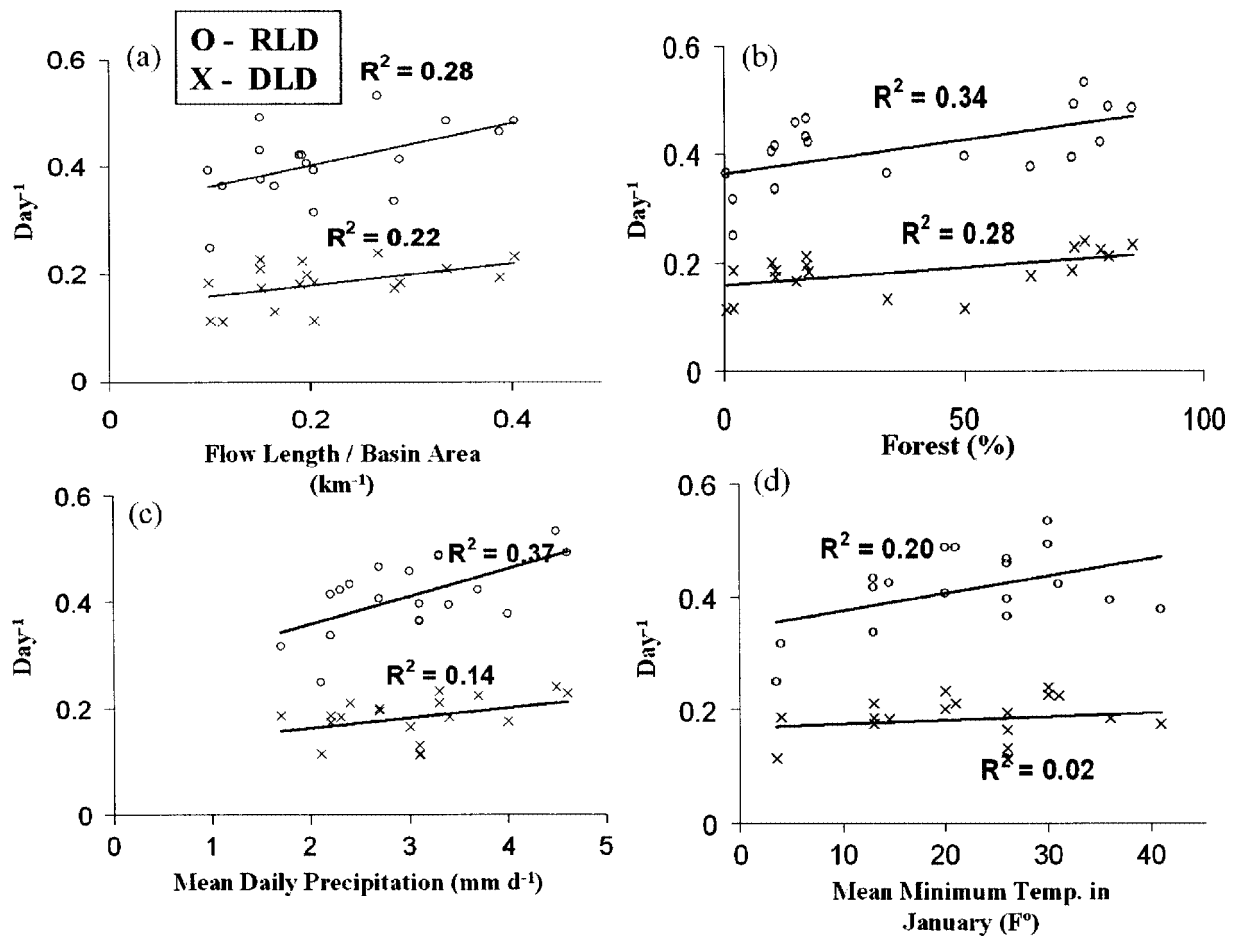 (a)
O - RLD
X - DLD
R² = 0.28
R² = 0.22
0.6
0.4
0.2
0
Day⁻¹
0
0.2
0.4
Flow Length / Basin Area
(km⁻¹)
(b)
R² = 0.34
R² = 0.28
0.6
0.4
0.2
0
Day⁻¹
0
50
100
Forest (%)
(c)
R² = 0.37
R² = 0.14
0.6
0.4
0.2
0
Day⁻¹
0
1
2
3
4
5
Mean Daily Precipitation (mm d⁻¹)
(d)
R² = 0.20
R² = 0.02
0.6
0.4
0.2
0
Day⁻¹
0
10
20
30
40
Mean Minimum Temp. in
January (Fº)